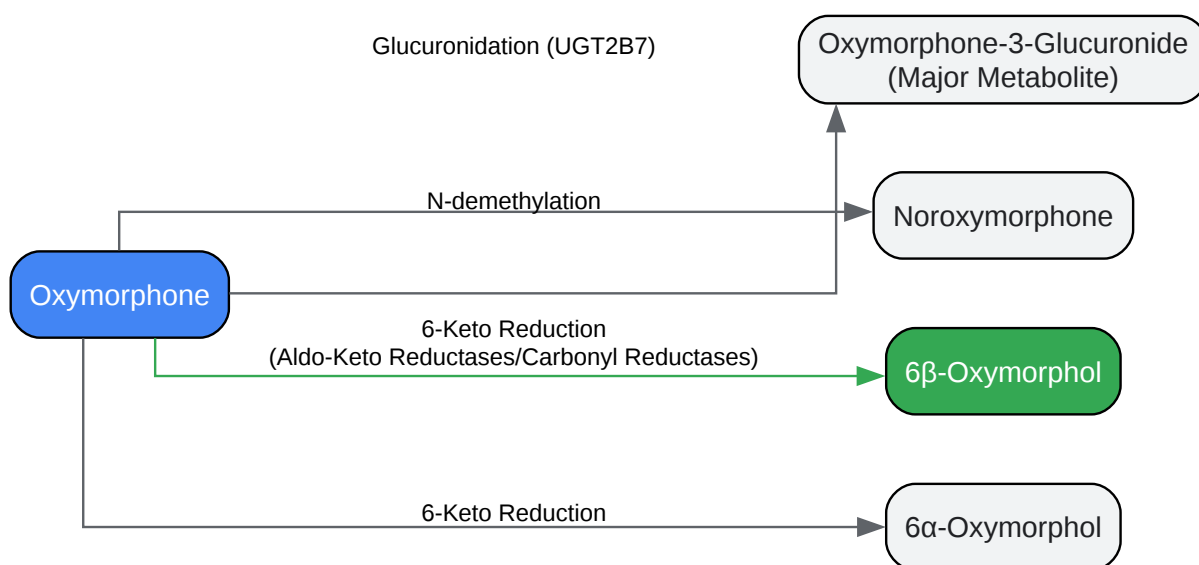 Glucuronidation (UGT2B7)
Oxymorphone-3-Glucuronide
(Major Metabolite)
N-demethylation
Noroxymorphone
Oxymorphone
6-Keto Reduction
(Aldo-Keto Reductases/Carbonyl Reductases)
6β-Oxymorphol
6-Keto Reduction
6α-Oxymorphol